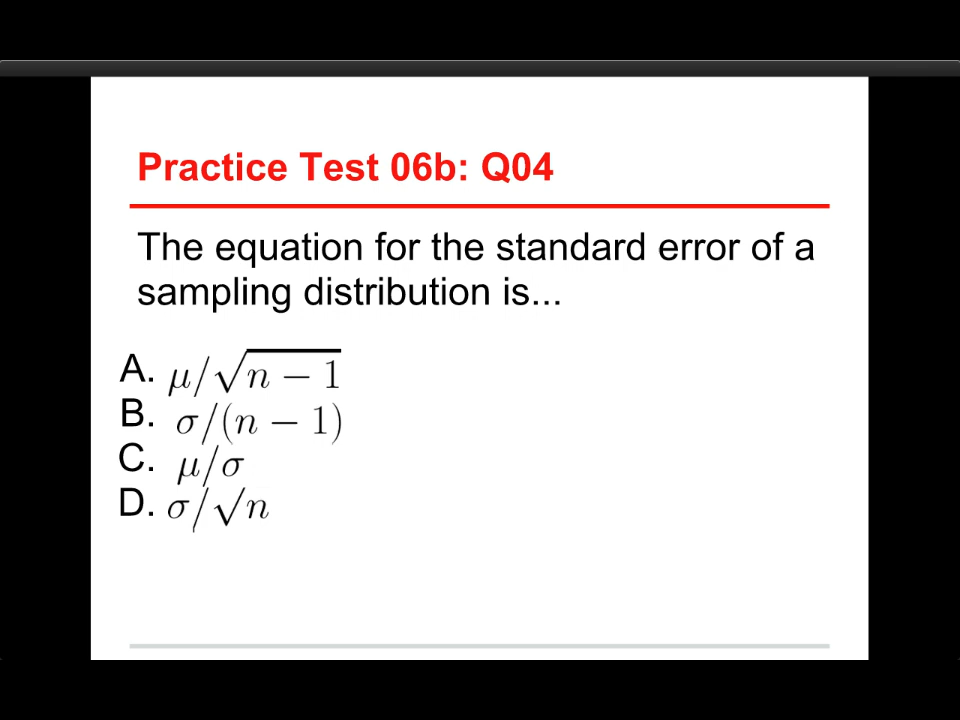 Practice Test 06b: Q04
The equation for the standard error of a
sampling distribution is...
A. μ/√n − 1
B. σ/(n − 1)
C. μ/σ
D. σ/√n